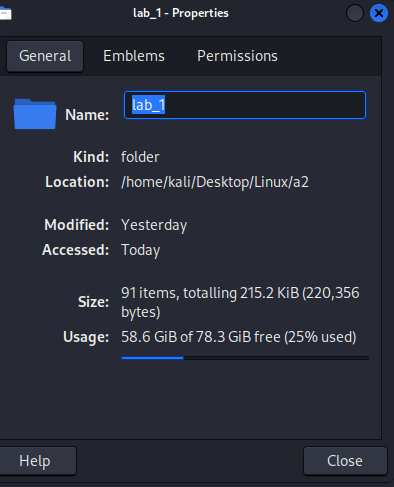 lab_1 - Properties
General Emblems Permissions
Name: lab_1
Kind: folder
Location: /home/kali/Desktop/Linux/a2
Modified: Yesterday
Accessed: Today
Size: 91 items, totalling 215.2 KiB (220,356
bytes)
Usage: 58.6 GiB of 78.3 GiB free (25% used)
Help Close